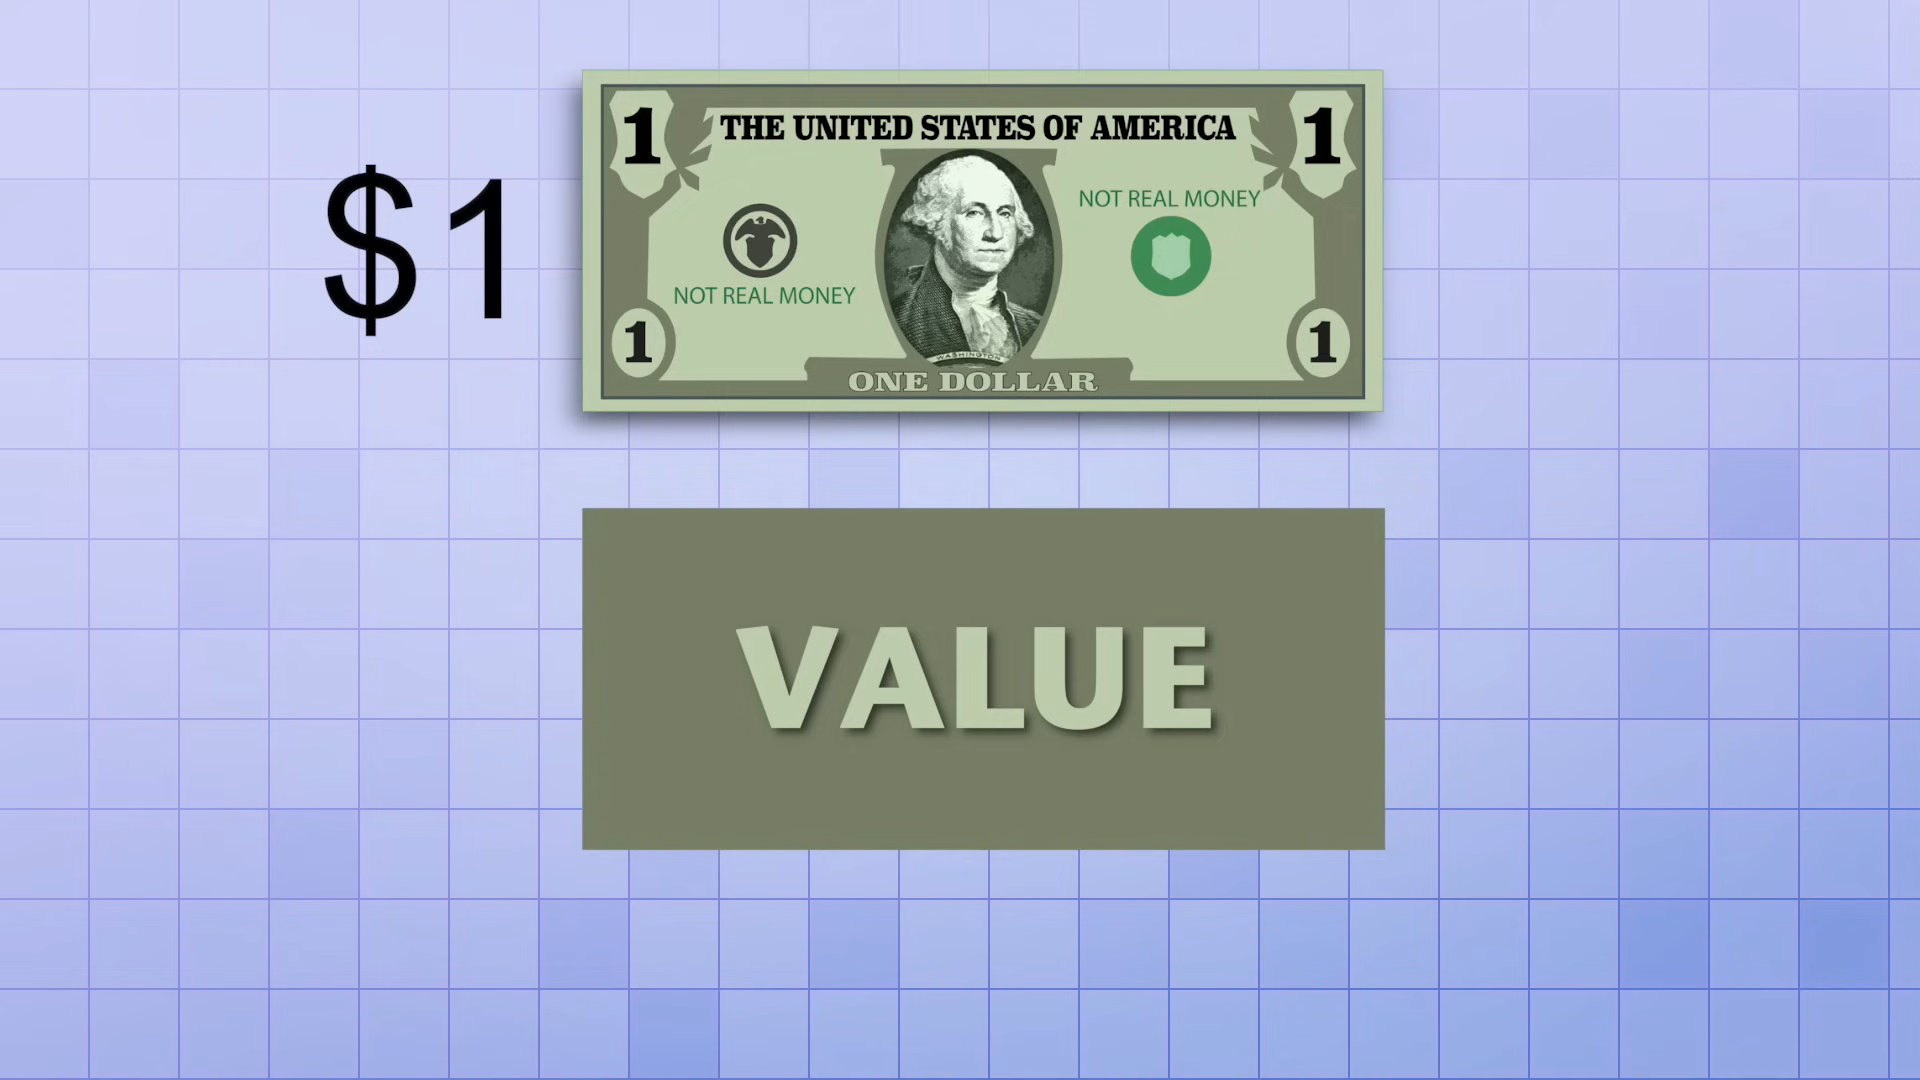 $1
1 THE UNITED STATES OF AMERICA 1
NOT REAL MONEY
NOT REAL MONEY
WASHINGTON
1 1
ONE DOLLAR
VALUE